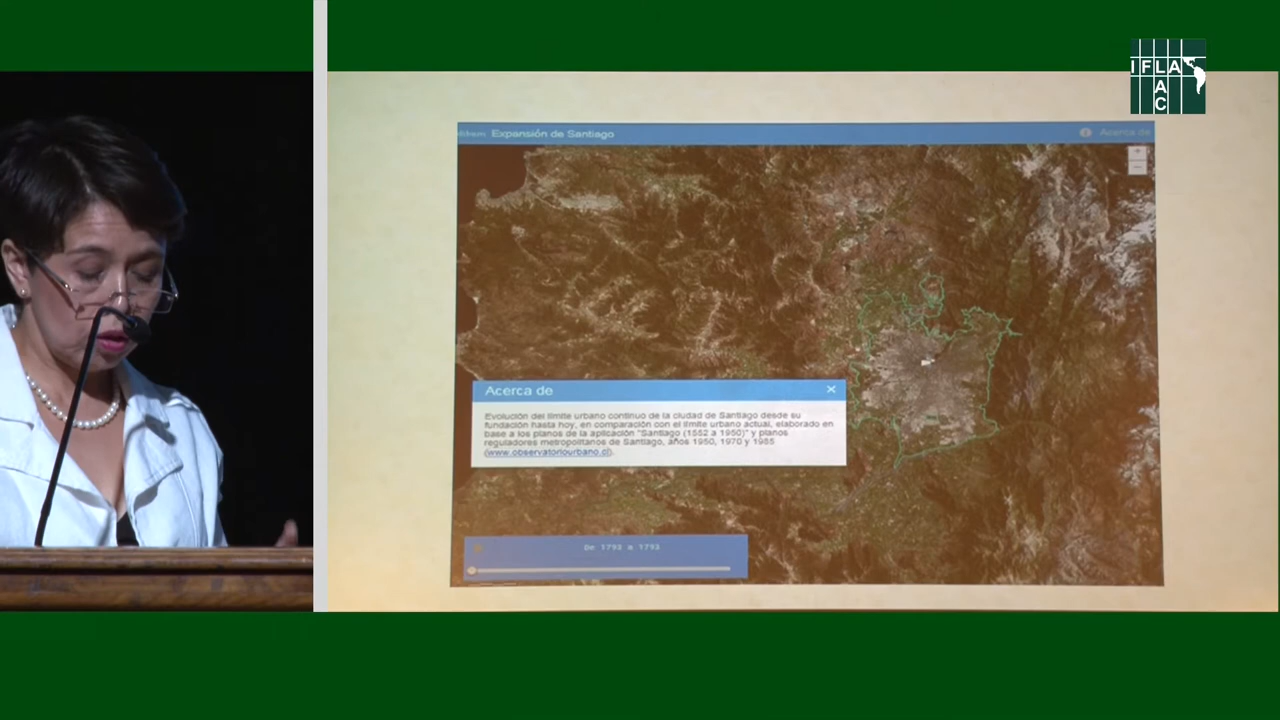 IFLA
LAC
Expansión de Santiago
Acerca de
Acerca de
Evolución del límite urbano continuo de la ciudad de Santiago desde su
fundación hasta hoy, en comparación con el límite urbano actual, elaborado en
base a los planos de la aplicación "Santiago (1552 a 1950)" y planos
reguladores metropolitanos de Santiago, años 1950, 1970 y 1985
(www.observatoriourbano.cl).
De 1793 a 1793